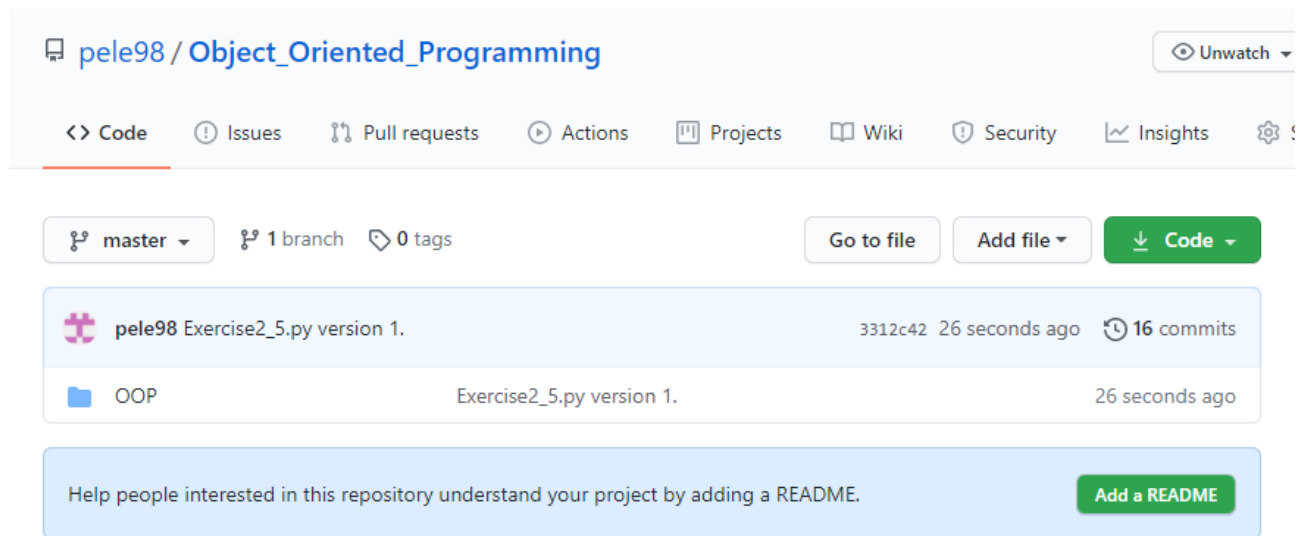 pele98 / Object_Oriented_Programming
Unwatch
Code Issues Pull requests Actions Projects Wiki Security Insights
master 1 branch 0 tags Go to file Add file Code
pele98 Exercise2_5.py version 1. 3312c42 26 seconds ago 16 commits
OOP Exercise2_5.py version 1. 26 seconds ago
Help people interested in this repository understand your project by adding a README. Add a README